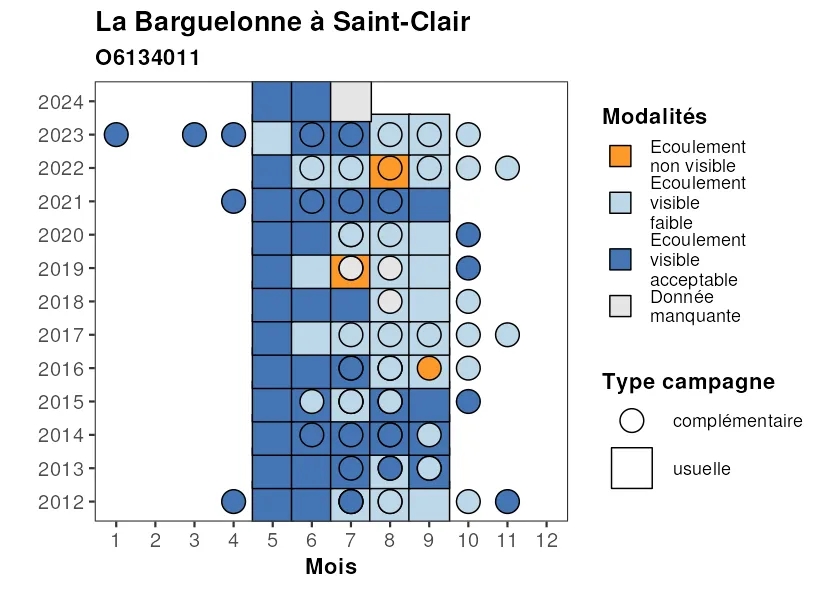 La Barguelonne à Saint-Clair
O6134011
2024
2023
2022
2021
2020
2019
2018
2017
2016
2015
2014
2013
2012
1 2 3 4 5 6 7 8 9 10 11 12
Mois
Modalités
Ecoulement
non visible
Ecoulement
visible
faible
Ecoulement
visible
acceptable
Donnée
manquante
Type campagne
complémentaire
usuelle